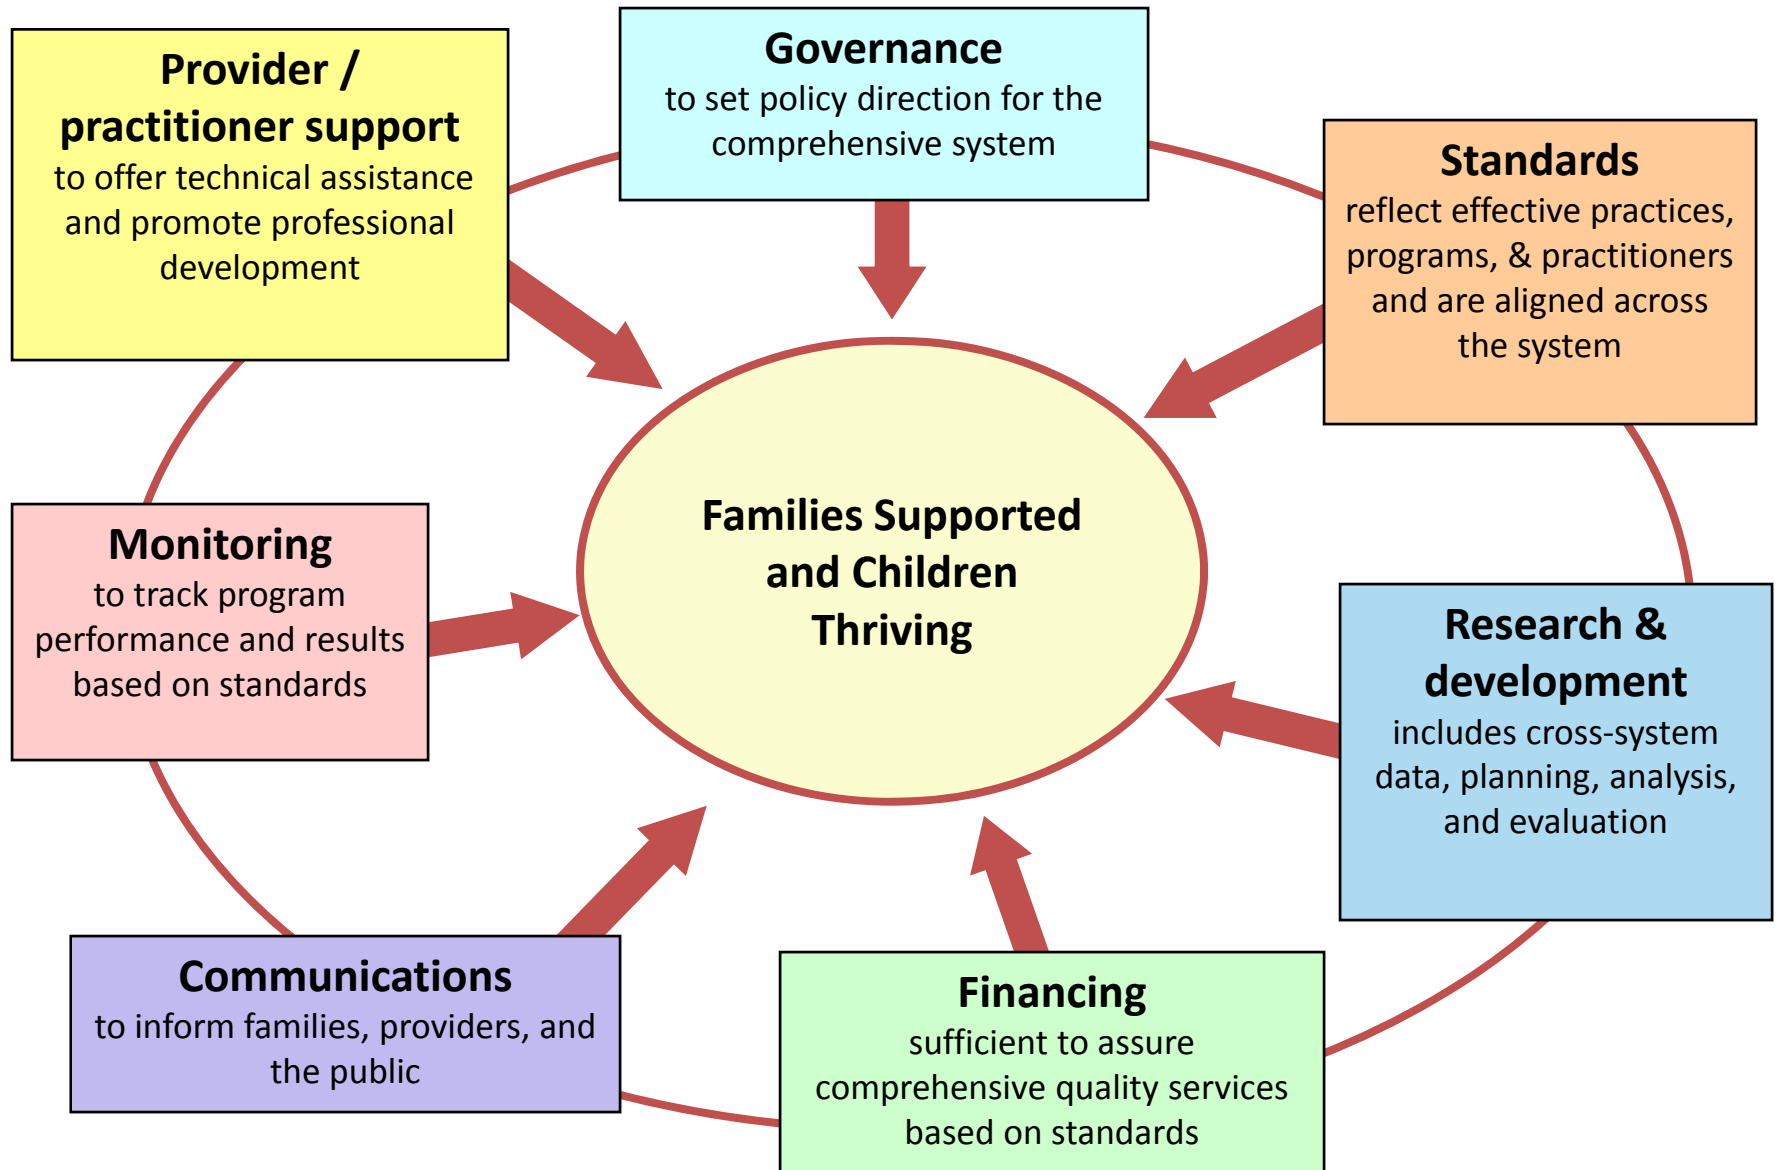 Provider /
practitioner support
to offer technical assistance
and promote professional
development
Governance
to set policy direction for the
comprehensive system
Standards
reflect effective practices,
programs, & practitioners
and are aligned across
the system
Families Supported
and Children
Thriving
Monitoring
to track program
performance and results
based on standards
Research &
development
includes cross-system
data, planning, analysis,
and evaluation
Communications
to inform families, providers, and
the public
Financing
sufficient to assure
comprehensive quality services
based on standards